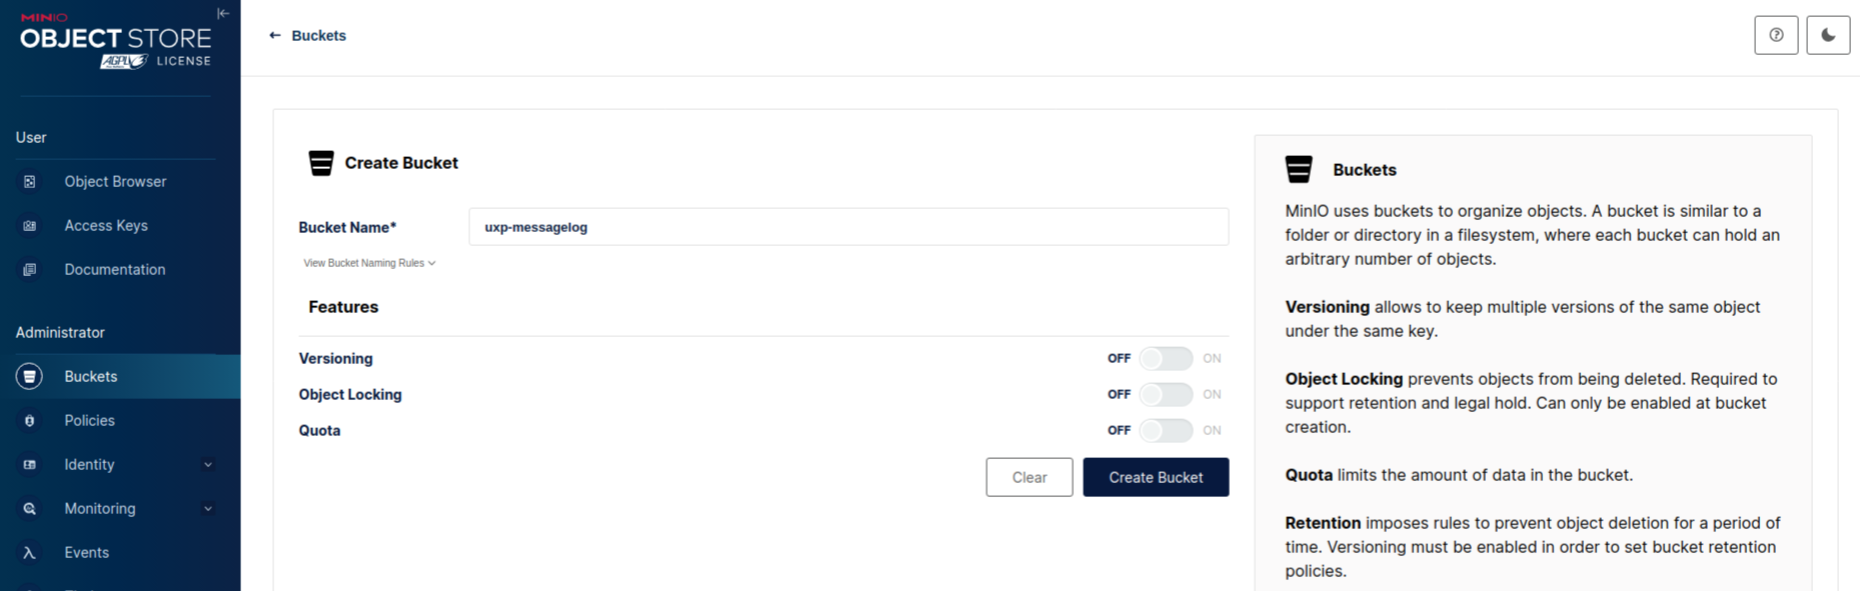 MINIO
OBJECT STORE
AGPLv3 LICENSE
User
Object Browser
Access Keys
Documentation
Administrator
Buckets
Policies
Identity
Monitoring
Events
Buckets
Create Bucket
Bucket Name* uxp-messagelog
View Bucket Naming Rules
Features
Versioning OFF ON
Object Locking OFF ON
Quota OFF ON
Clear Create Bucket
Buckets
MinIO uses buckets to organize objects. A bucket is similar to a
folder or directory in a filesystem, where each bucket can hold an
arbitrary number of objects.
Versioning allows to keep multiple versions of the same object
under the same key.
Object Locking prevents objects from being deleted. Required to
support retention and legal hold. Can only be enabled at bucket
creation.
Quota limits the amount of data in the bucket.
Retention imposes rules to prevent object deletion for a period of
time. Versioning must be enabled in order to set bucket retention
policies.